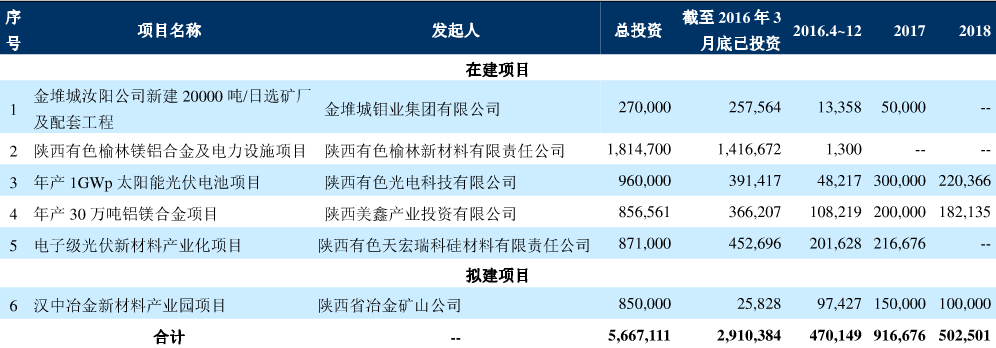 序号 项目名称 发起人 总投资 截至 2016 年 3 月底已投资 2016.4~12 2017 2018
在建项目
1 金堆城汝阳公司新建 20000 吨/日选矿厂及配套工程 金堆城钼业集团有限公司 270,000 257,564 13,358 50,000 --
2 陕西有色榆林镁铝合金及电力设施项目 陕西有色榆林新材料有限责任公司 1,814,700 1,416,672 1,300 -- --
3 年产 1GWp 太阳能光伏电池项目 陕西有色光电科技有限公司 960,000 391,417 48,217 300,000 220,366
4 年产 30 万吨铝镁合金项目 陕西美鑫产业投资有限公司 856,561 366,207 108,219 200,000 182,135
5 电子级光伏新材料产业化项目 陕西有色天宏瑞科硅材料有限责任公司 871,000 452,696 201,628 216,676 --
拟建项目
6 汉中冶金新材料产业园项目 陕西省冶金矿山公司 850,000 25,828 97,427 150,000 100,000
合计 -- 5,667,111 2,910,384 470,149 916,676 502,501